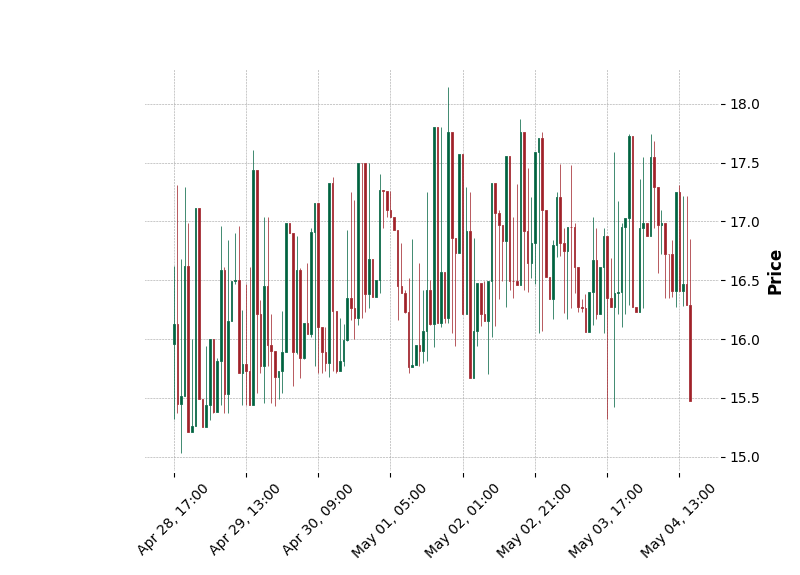 18.0
17.5
17.0
16.5
16.0
15.5
15.0
Price
Apr 28, 17:00
Apr 29, 13:00
Apr 30, 09:00
May 01, 05:00
May 02, 01:00
May 02, 21:00
May 03, 17:00
May 04, 13:00